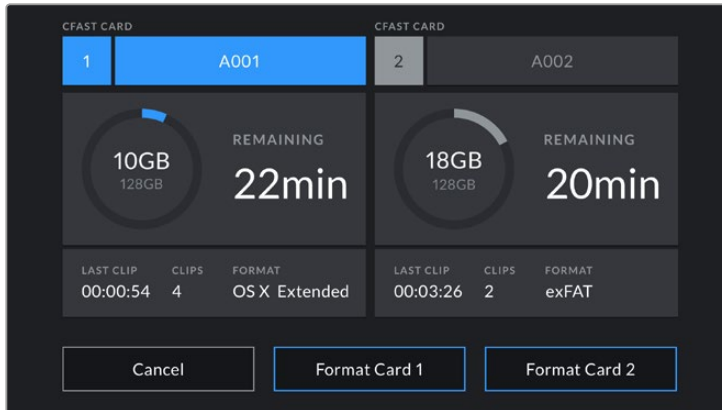 CFAST CARD
1 A001
10GB
128GB
REMAINING
22min
LAST CLIP CLIPS FORMAT
00:00:54 4 OS X Extended
CFAST CARD
2 A002
18GB
128GB
REMAINING
20min
LAST CLIP CLIPS FORMAT
00:03:26 2 exFAT
Cancel Format Card 1 Format Card 2